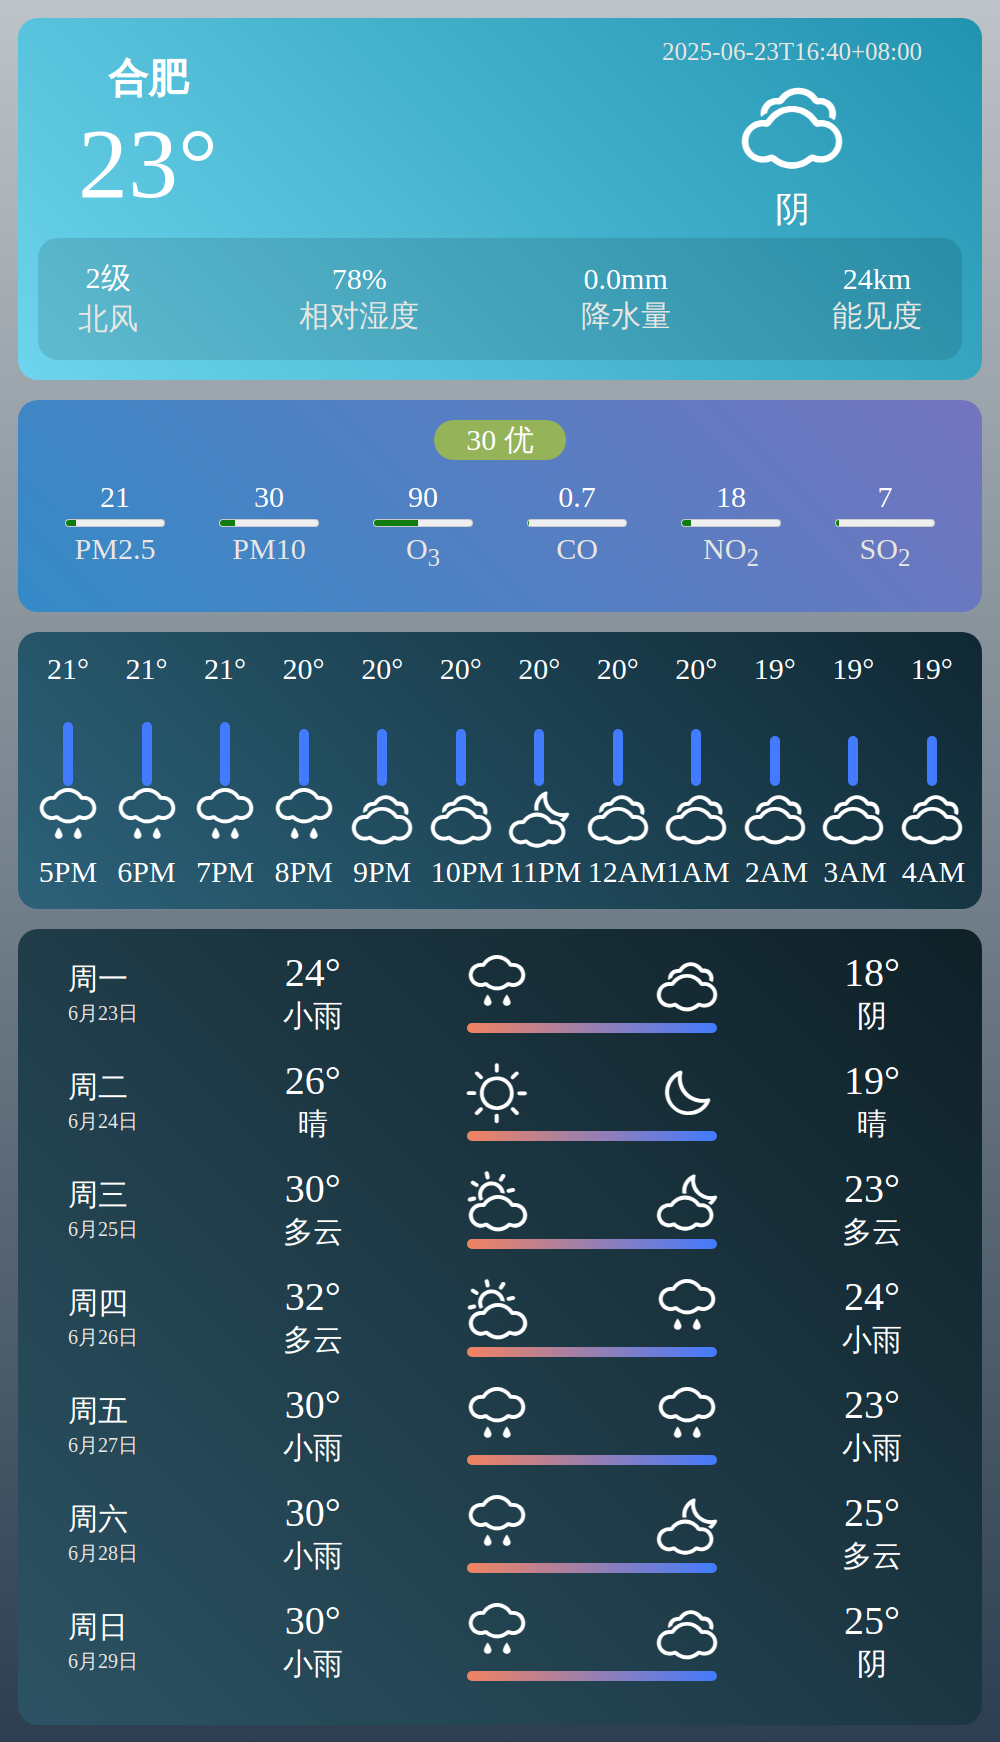 合肥
2025-06-23T16:40+08:00
23°
阴
2级 78% 0.0mm 24km
北风 相对湿度 降水量 能见度
30 优
21 30 90 0.7 18 7
PM2.5 PM10 O3 CO NO2 SO2
21° 21° 21° 20° 20° 20° 20° 20° 20° 19° 19° 19°
5PM 6PM 7PM 8PM 9PM 10PM 11PM 12AM 1AM 2AM 3AM 4AM
周一 24° 18°
6月23日 小雨 阴
周二 26° 19°
6月24日 晴 晴
周三 30° 23°
6月25日 多云 多云
周四 32° 24°
6月26日 多云 小雨
周五 30° 23°
6月27日 小雨 小雨
周六 30° 25°
6月28日 小雨 多云
周日 30° 25°
6月29日 小雨 阴